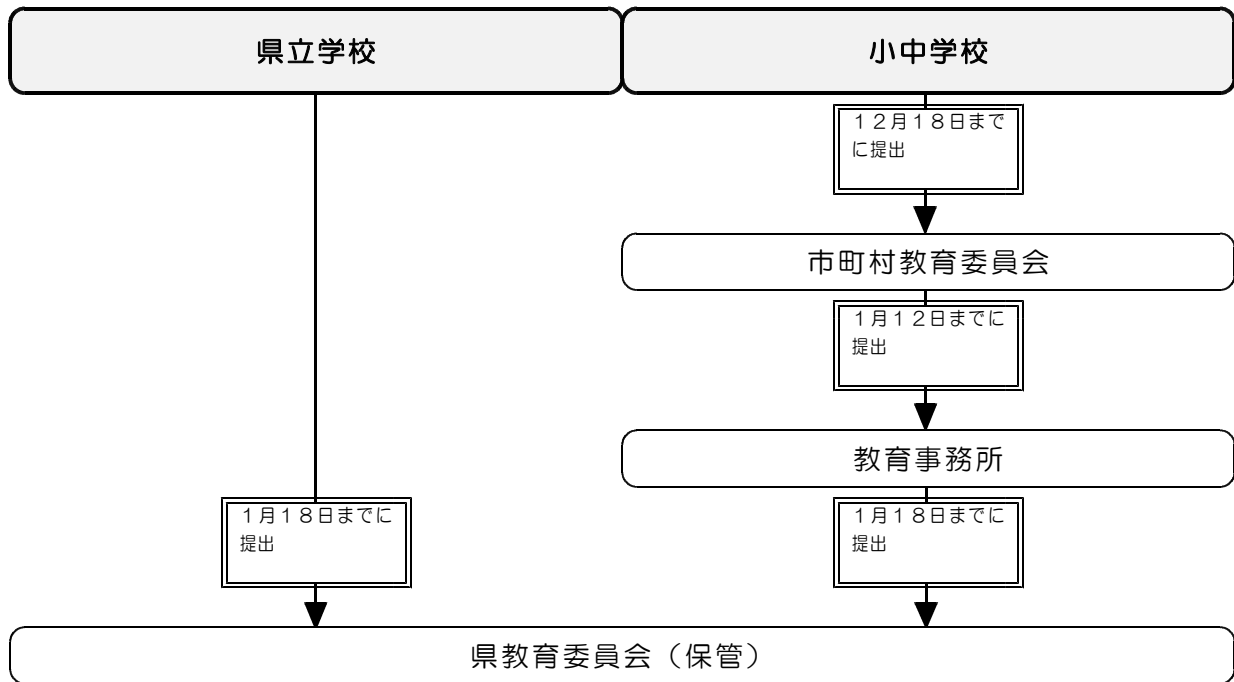 県立学校
小中学校
１２月１８日まで
に提出
市町村教育委員会
１月１２日までに
提出
教育事務所
１月１８日までに
提出
１月１８日までに
提出
県教育委員会（保管）